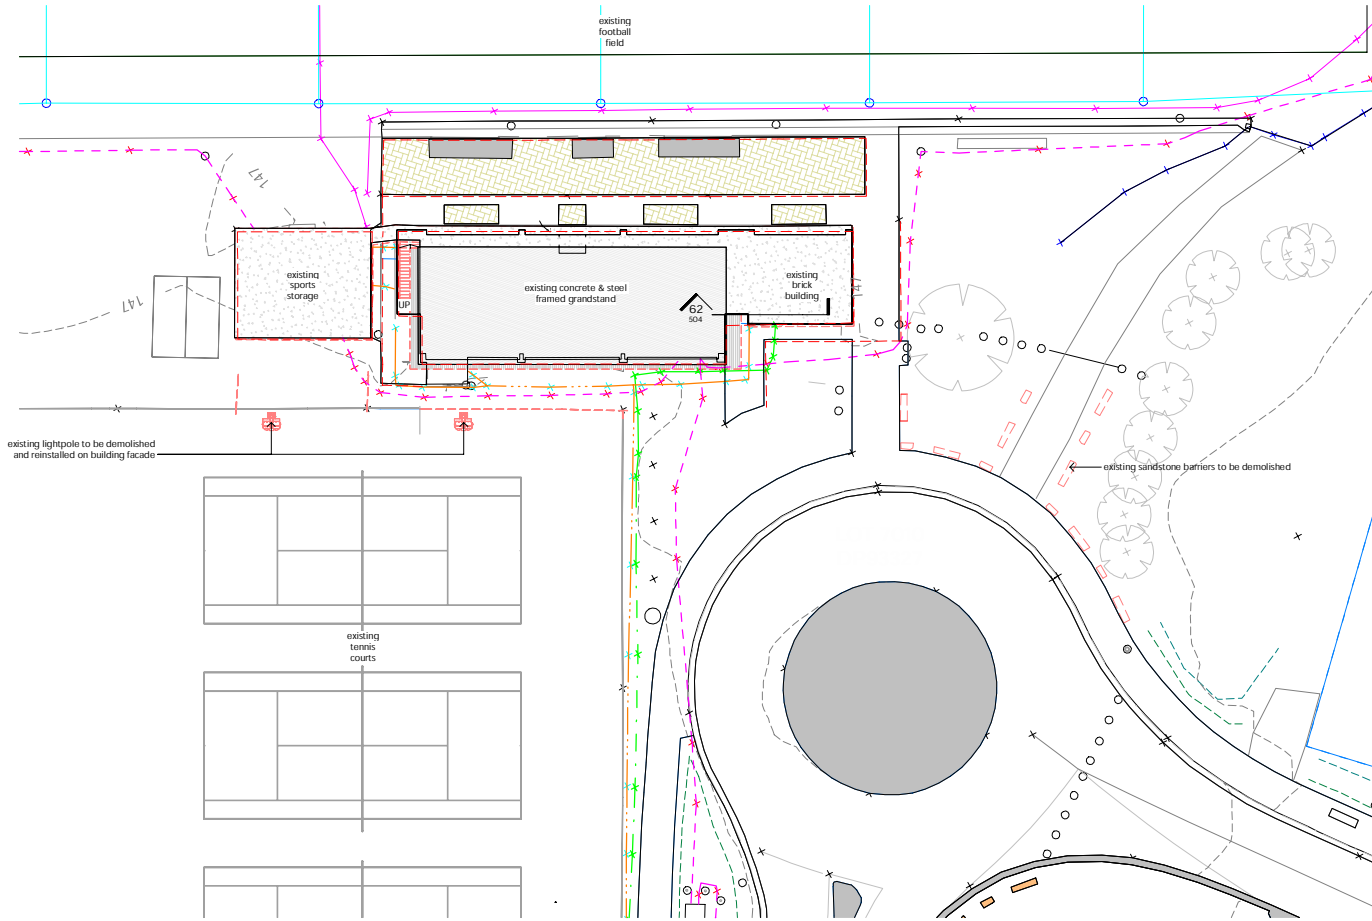 existing
football
field
147
existing
sports
storage
existing concrete & steel
framed grandstand
existing
brick
building
147
UP
62
504
existing lightpole to be demolished
and reinstalled on building facade
existing sandstone barriers to be demolished
existing
tennis
courts